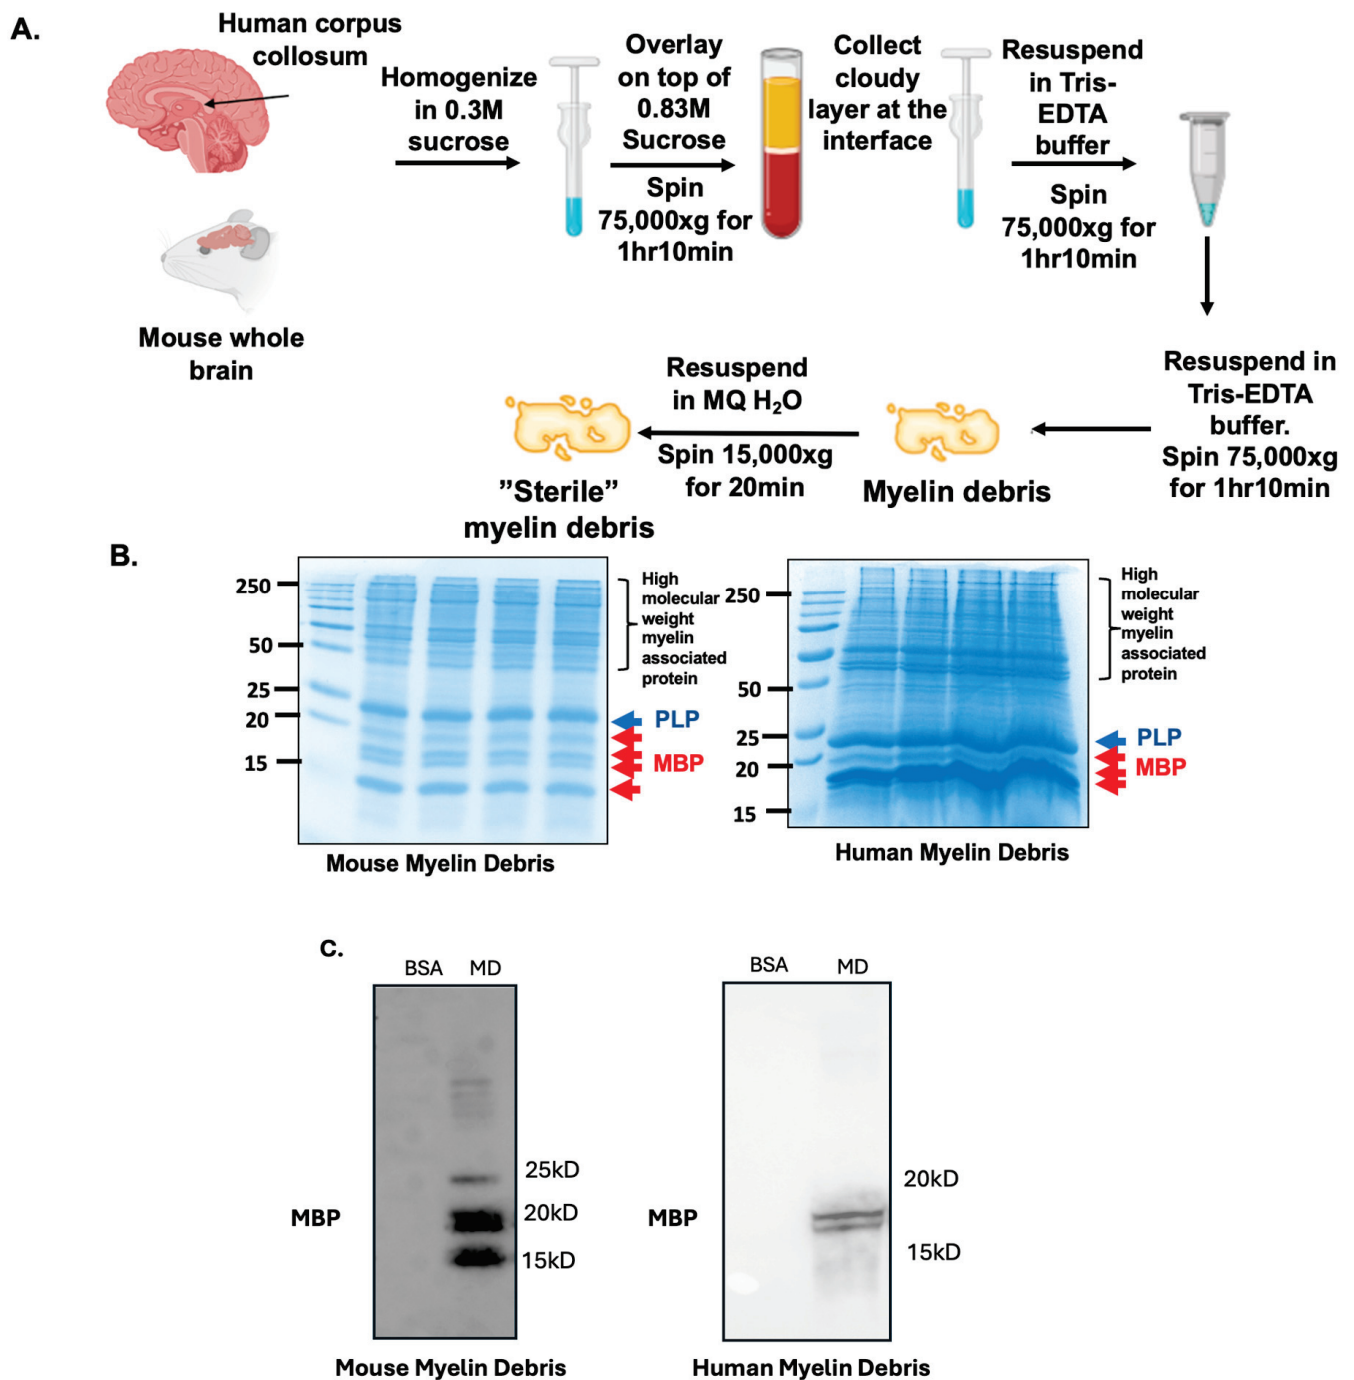 A.
Human corpus
collosum
Homogenize
in 0.3M
sucrose
Overlay
on top of
0.83M
Sucrose
Spin
75,000xg for
1hr10min
Collect
cloudy
layer at the
interface
Resuspend
in Tris-
EDTA
buffer
Spin
75,000xg for
1hr10min
Mouse whole
brain
Resuspend in
Tris-EDTA
buffer.
Spin 75,000xg
for 1hr10min
Myelin debris
Resuspend
in MQ H₂O
Spin 15,000xg
for 20min
”Sterile”
myelin debris
B.
250
50
25
20
15
High
molecular
weight
myelin
associated
protein
PLP
MBP
Mouse Myelin Debris
250
50
25
20
15
High
molecular
weight
myelin
associated
protein
PLP
MBP
Human Myelin Debris
C.
BSA MD
25kD
20kD
15kD
MBP
Mouse Myelin Debris
BSA MD
20kD
15kD
MBP
Human Myelin Debris